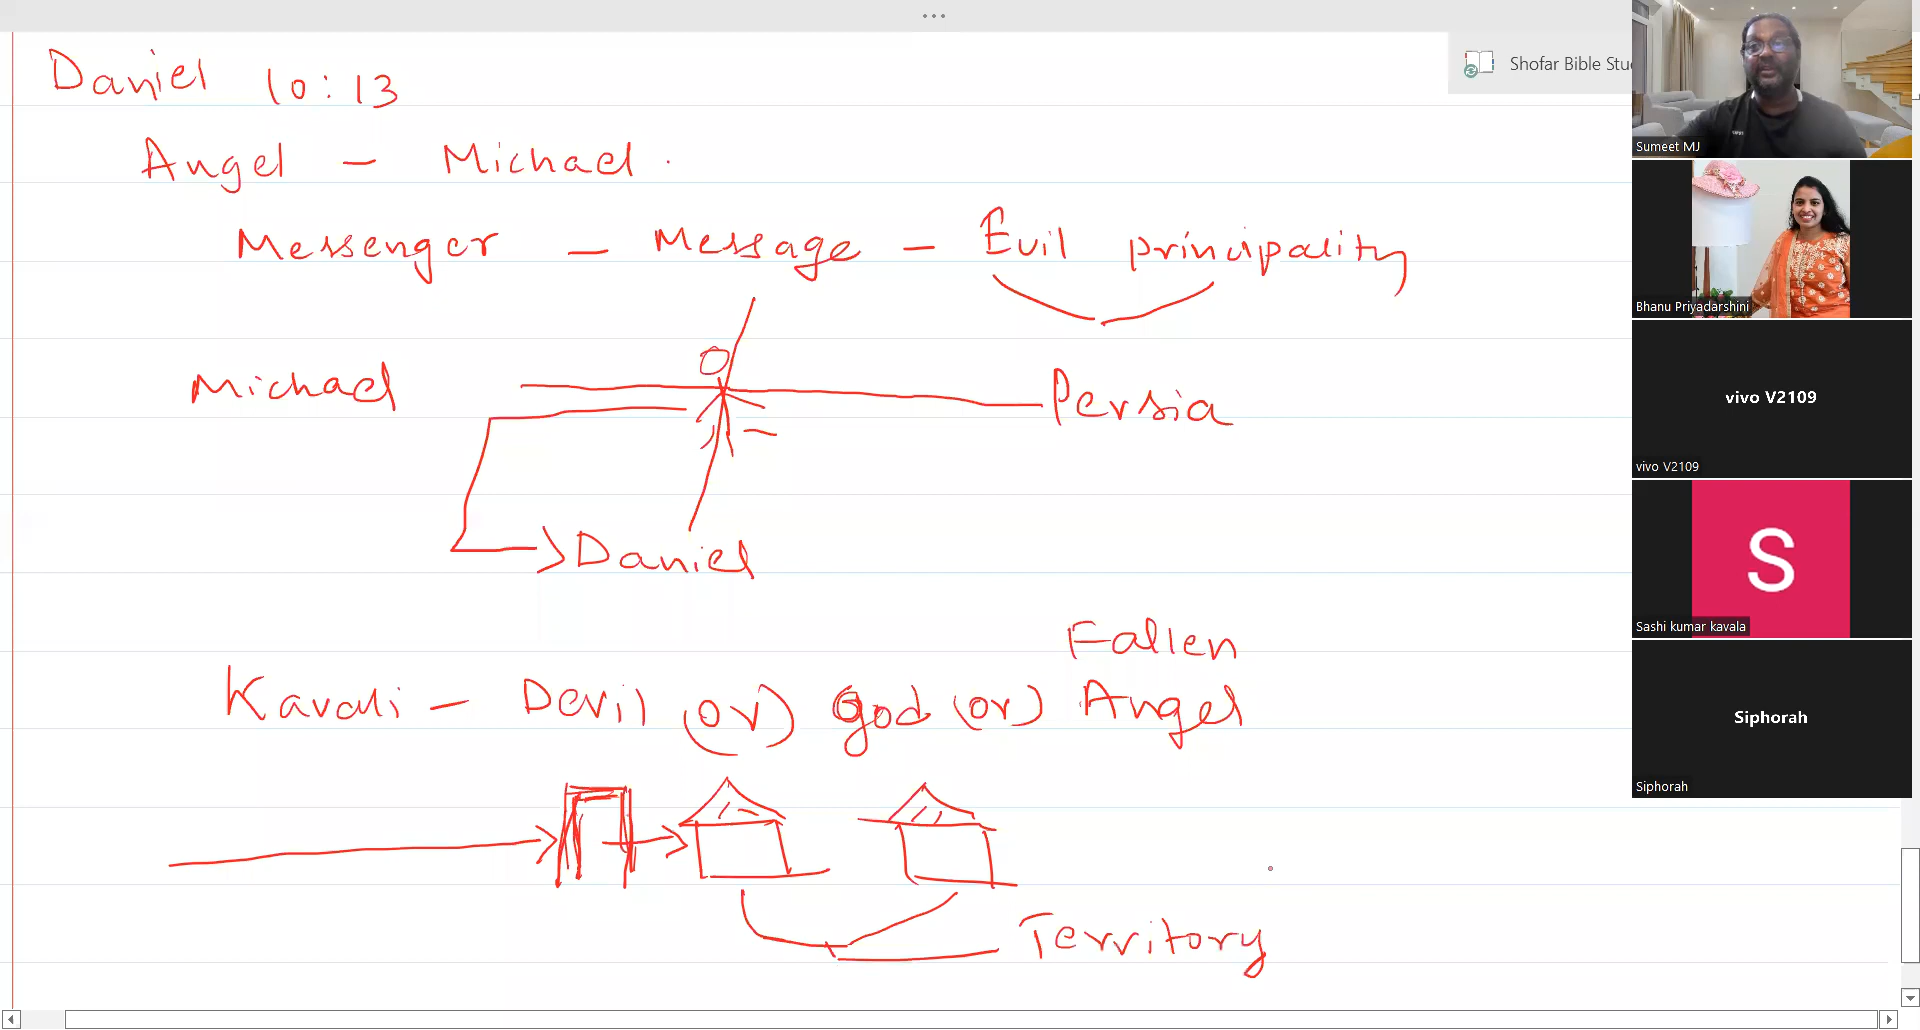 Daniel 10:13
Angel - Michael.
Messenger - Message - Evil principality
Michael
Persia
Daniel
Fallen
Kavali - Devil (or) god (or) Angel
Territory
Shofar Bible Stu
Sumeet MJ
Bhanu Priyadarshini
vivo V2109
vivo V2109
S
Sashi kumar kavala
Siphorah
Siphorah